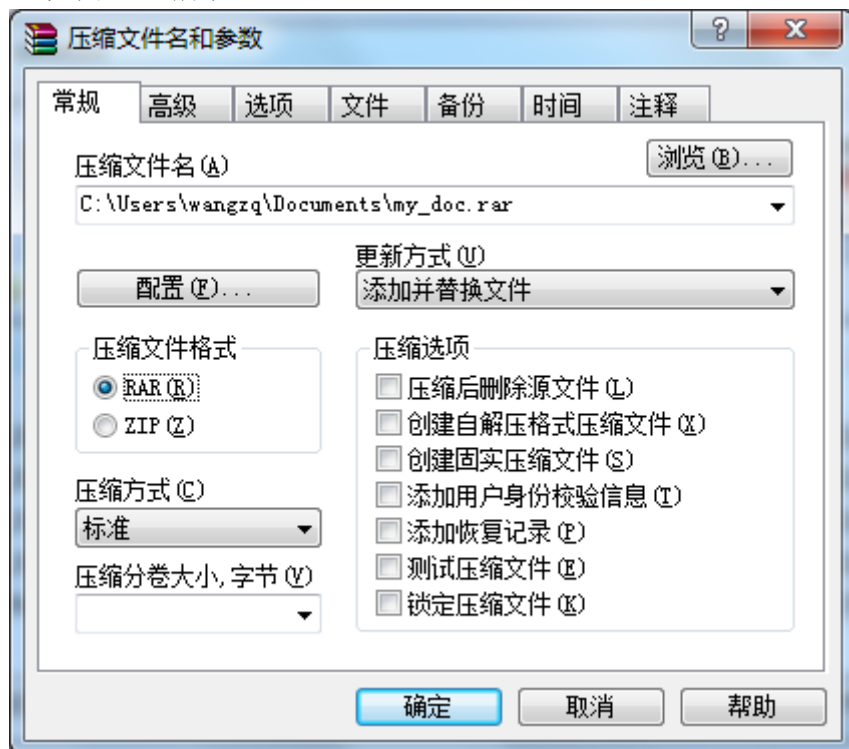 压缩文件名和参数
常规 高级 选项 文件 备份 时间 注释
压缩文件名(A)
浏览(B)...
C:\Users\wangzq\Documents\my_doc.rar
更新方式(U)
配置(F)...
添加并替换文件
压缩文件格式
RAR(R)
ZIP(Z)
压缩方式(C)
标准
压缩分卷大小,字节(V)
压缩选项
压缩后删除源文件(L)
创建自解压格式压缩文件(X)
创建固实压缩文件(S)
添加用户身份校验信息(T)
添加恢复记录(P)
测试压缩文件(E)
锁定压缩文件(K)
确定 取消 帮助